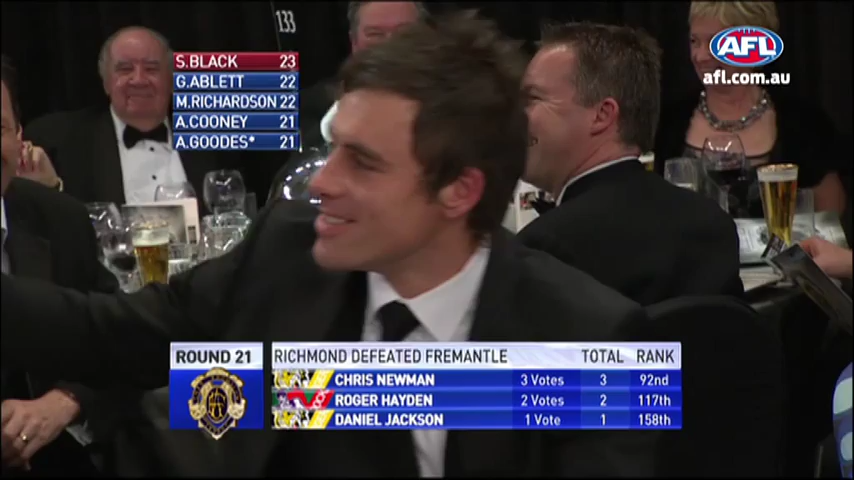 133
S.BLACK 23
G.ABLETT 22
M.RICHARDSON 22
A.COONEY 21
A.GOODES* 21
AFL
afl.com.au
ROUND 21
RICHMOND DEFEATED FREMANTLE TOTAL RANK
CHRIS NEWMAN 3 Votes 3 92nd
ROGER HAYDEN 2 Votes 2 117th
DANIEL JACKSON 1 Vote 1 158th